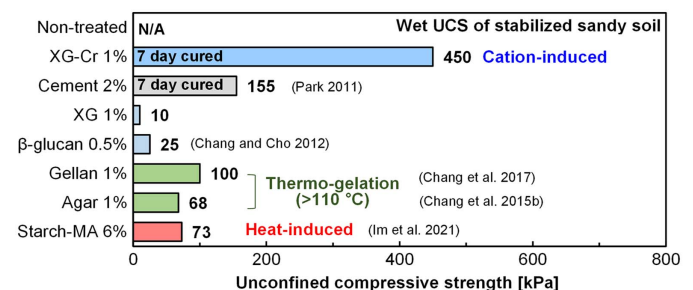 Wet UCS of stabilized sandy soil
Non-treated N/A
XG-Cr 1% 7 day cured 450 Cation-induced
Cement 2% 7 day cured 155 (Park 2011)
XG 1% 10
β-glucan 0.5% 25 (Chang and Cho 2012)
Gellan 1% 100 (Chang et al. 2017)
Thermo-gelation
(>110 °C)
Agar 1% 68 (Chang et al. 2015b)
Starch-MA 6% 73 Heat-induced (Im et al. 2021)
0 200 400 600 800
Unconfined compressive strength [kPa]